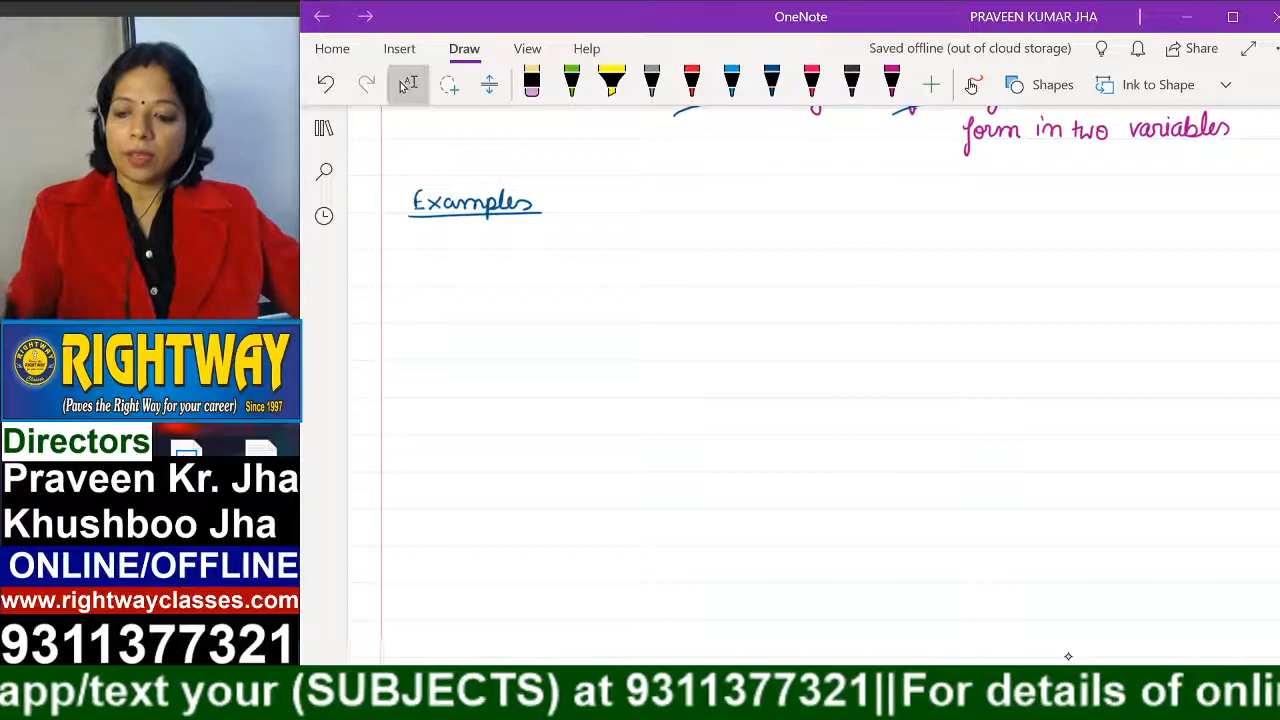 OneNote
PRAVEEN KUMAR JHA
Home Insert Draw View Help
Saved offline (out of cloud storage)
Share
Shapes
Ink to Shape
form in two variables
Examples
RIGHTWAY
RIGHTWAY
(Paves the Right Way for your career) Since 1997
Directors
Praveen Kr. Jha
Khushboo Jha
ONLINE/OFFLINE
www.rightwayclasses.com
9311377321
app/text your (SUBJECTS) at 9311377321||For details of onli